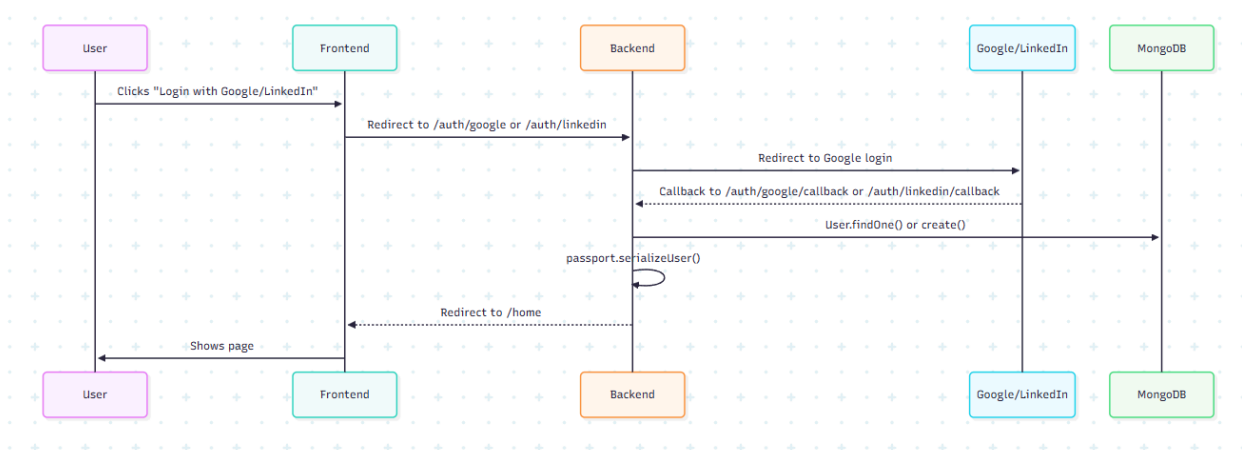 User
Frontend
Backend
Google/LinkedIn
MongoDB
Clicks "Login with Google/LinkedIn"
Redirect to /auth/google or /auth/linkedin
Redirect to Google login
Callback to /auth/google/callback or /auth/linkedin/callback
User.findOne() or create()
passport.serializeUser()
Redirect to /home
Shows page
User
Frontend
Backend
Google/LinkedIn
MongoDB